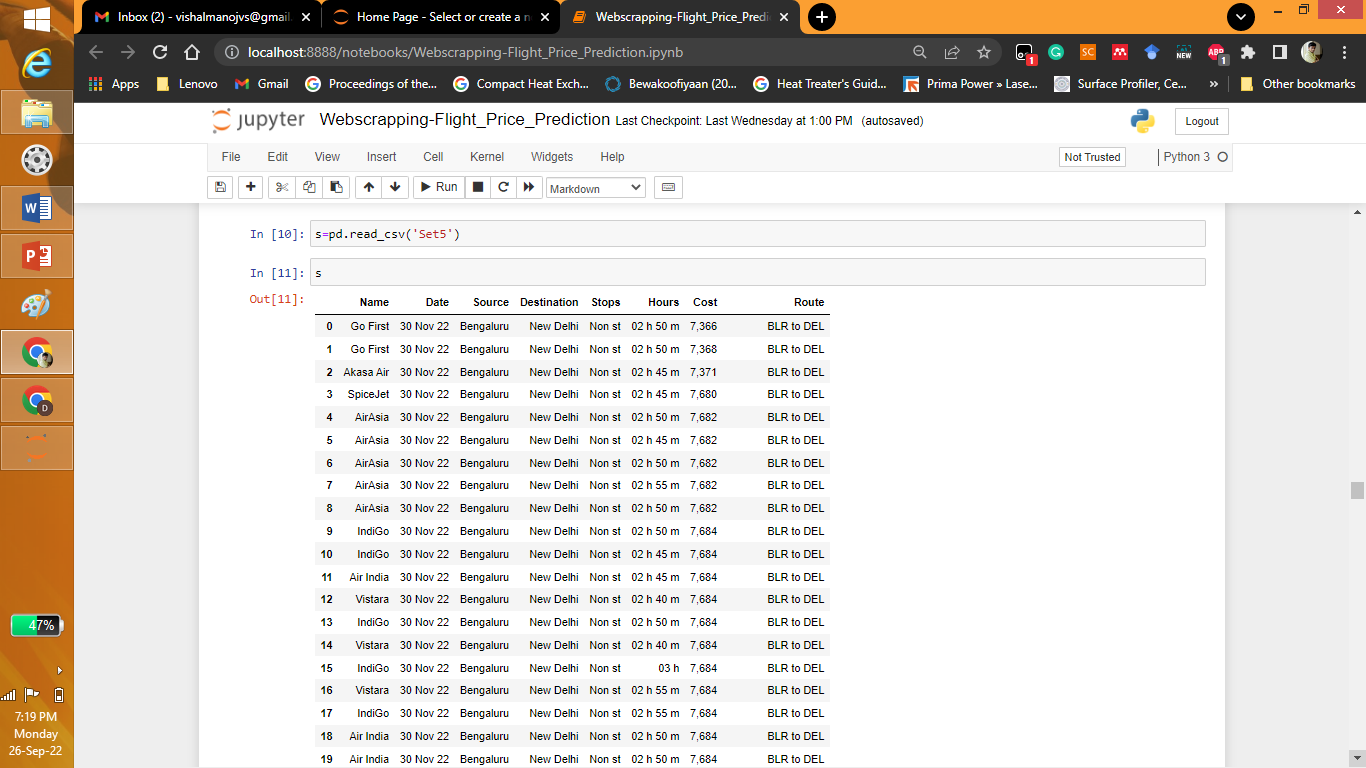 Inbox (2) - vishalmanojvs@gmail.
Home Page - Select or create a n
Webscrapping-Flight_Price_Predi
localhost:8888/notebooks/Webscrapping-Flight_Price_Prediction.ipynb
1 SC NEW ABP 1
Apps Lenovo Gmail Proceedings of the... Compact Heat Exch... Bewakoofiyaan (20... Heat Treater's Guid... Prima Power » Lase... Surface Profiler, Ce... » Other bookmarks
jupyter Webscrapping-Flight_Price_Prediction Last Checkpoint: Last Wednesday at 1:00 PM (autosaved) Logout
File Edit View Insert Cell Kernel Widgets Help Not Trusted Python 3
Run Markdown
In [10]: s=pd.read_csv('Set5')
In [11]: s
Out[11]:
Name Date Source Destination Stops Hours Cost Route
0 Go First 30 Nov 22 Bengaluru New Delhi Non st 02 h 50 m 7,366 BLR to DEL
1 Go First 30 Nov 22 Bengaluru New Delhi Non st 02 h 50 m 7,368 BLR to DEL
2 Akasa Air 30 Nov 22 Bengaluru New Delhi Non st 02 h 45 m 7,371 BLR to DEL
3 SpiceJet 30 Nov 22 Bengaluru New Delhi Non st 02 h 45 m 7,680 BLR to DEL
4 AirAsia 30 Nov 22 Bengaluru New Delhi Non st 02 h 50 m 7,682 BLR to DEL
5 AirAsia 30 Nov 22 Bengaluru New Delhi Non st 02 h 45 m 7,682 BLR to DEL
6 AirAsia 30 Nov 22 Bengaluru New Delhi Non st 02 h 50 m 7,682 BLR to DEL
7 AirAsia 30 Nov 22 Bengaluru New Delhi Non st 02 h 55 m 7,682 BLR to DEL
8 AirAsia 30 Nov 22 Bengaluru New Delhi Non st 02 h 50 m 7,682 BLR to DEL
9 IndiGo 30 Nov 22 Bengaluru New Delhi Non st 02 h 50 m 7,684 BLR to DEL
10 IndiGo 30 Nov 22 Bengaluru New Delhi Non st 02 h 45 m 7,684 BLR to DEL
11 Air India 30 Nov 22 Bengaluru New Delhi Non st 02 h 45 m 7,684 BLR to DEL
12 Vistara 30 Nov 22 Bengaluru New Delhi Non st 02 h 40 m 7,684 BLR to DEL
13 IndiGo 30 Nov 22 Bengaluru New Delhi Non st 02 h 50 m 7,684 BLR to DEL
14 Vistara 30 Nov 22 Bengaluru New Delhi Non st 02 h 40 m 7,684 BLR to DEL
15 IndiGo 30 Nov 22 Bengaluru New Delhi Non st 03 h 7,684 BLR to DEL
16 Vistara 30 Nov 22 Bengaluru New Delhi Non st 02 h 55 m 7,684 BLR to DEL
17 IndiGo 30 Nov 22 Bengaluru New Delhi Non st 02 h 55 m 7,684 BLR to DEL
18 Air India 30 Nov 22 Bengaluru New Delhi Non st 02 h 50 m 7,684 BLR to DEL
19 Air India 30 Nov 22 Bengaluru New Delhi Non st 02 h 50 m 7,684 BLR to DEL
W
P
D
47%
7:19 PM
Monday
26-Sep-22